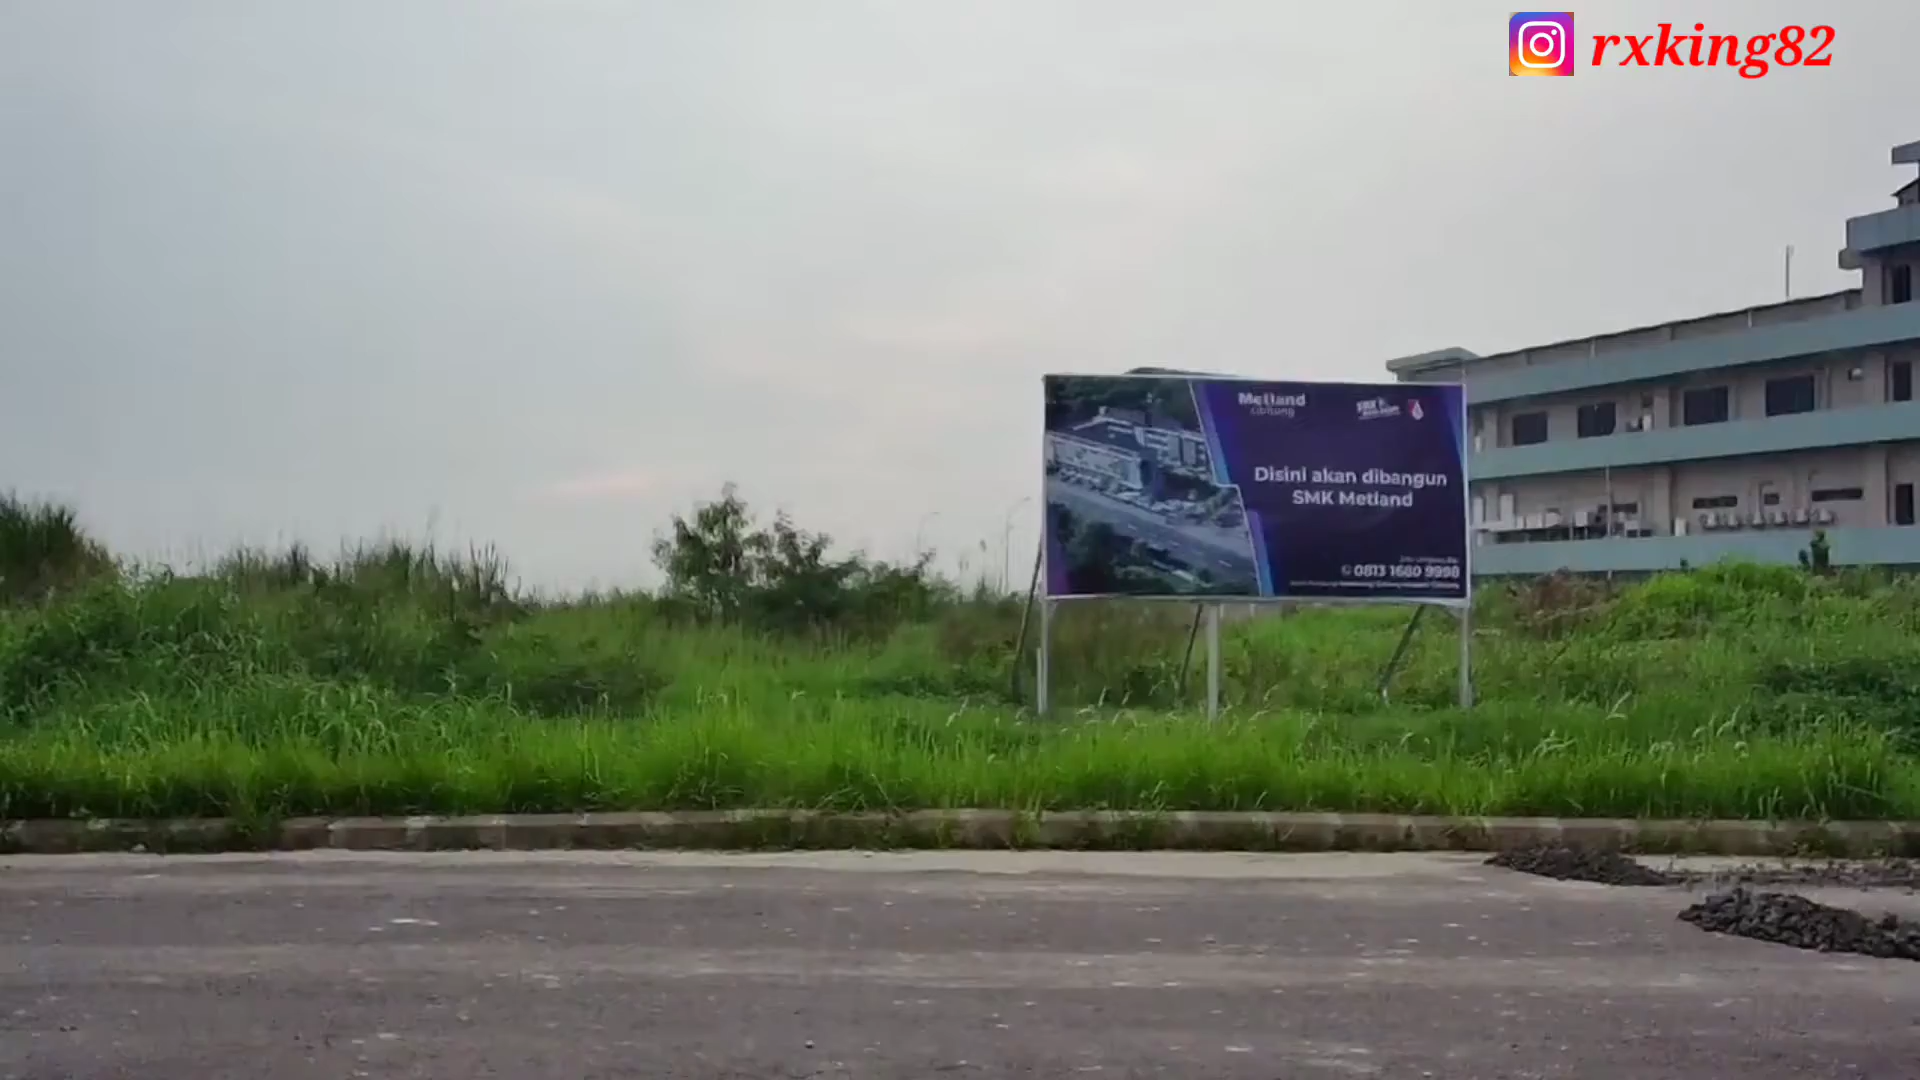 rxking82
Metland
cibitung
Disini akan dibangun
SMK Metland
0813 1680 9998